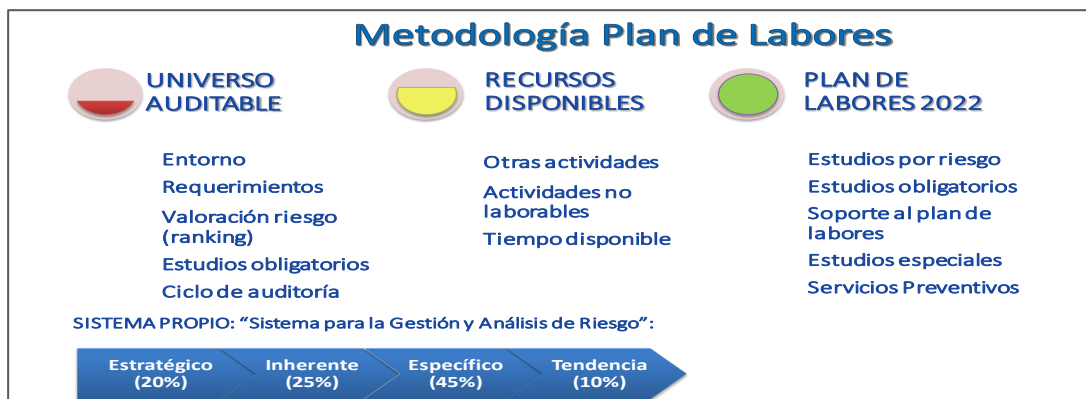 Metodología Plan de Labores
UNIVERSO
AUDITABLE
Entorno
Requerimientos
Valoración riesgo
(ranking)
Estudios obligatorios
Ciclo de auditoría
RECURSOS
DISPONIBLES
Otras actividades
Actividades no
laborables
Tiempo disponible
PLAN DE
LABORES 2022
Estudios por riesgo
Estudios obligatorios
Soporte al plan de
labores
Estudios especiales
Servicios Preventivos
SISTEMA PROPIO: “Sistema para la Gestión y Análisis de Riesgo”:
Estratégico
(20%)
Inherente
(25%)
Específico
(45%)
Tendencia
(10%)